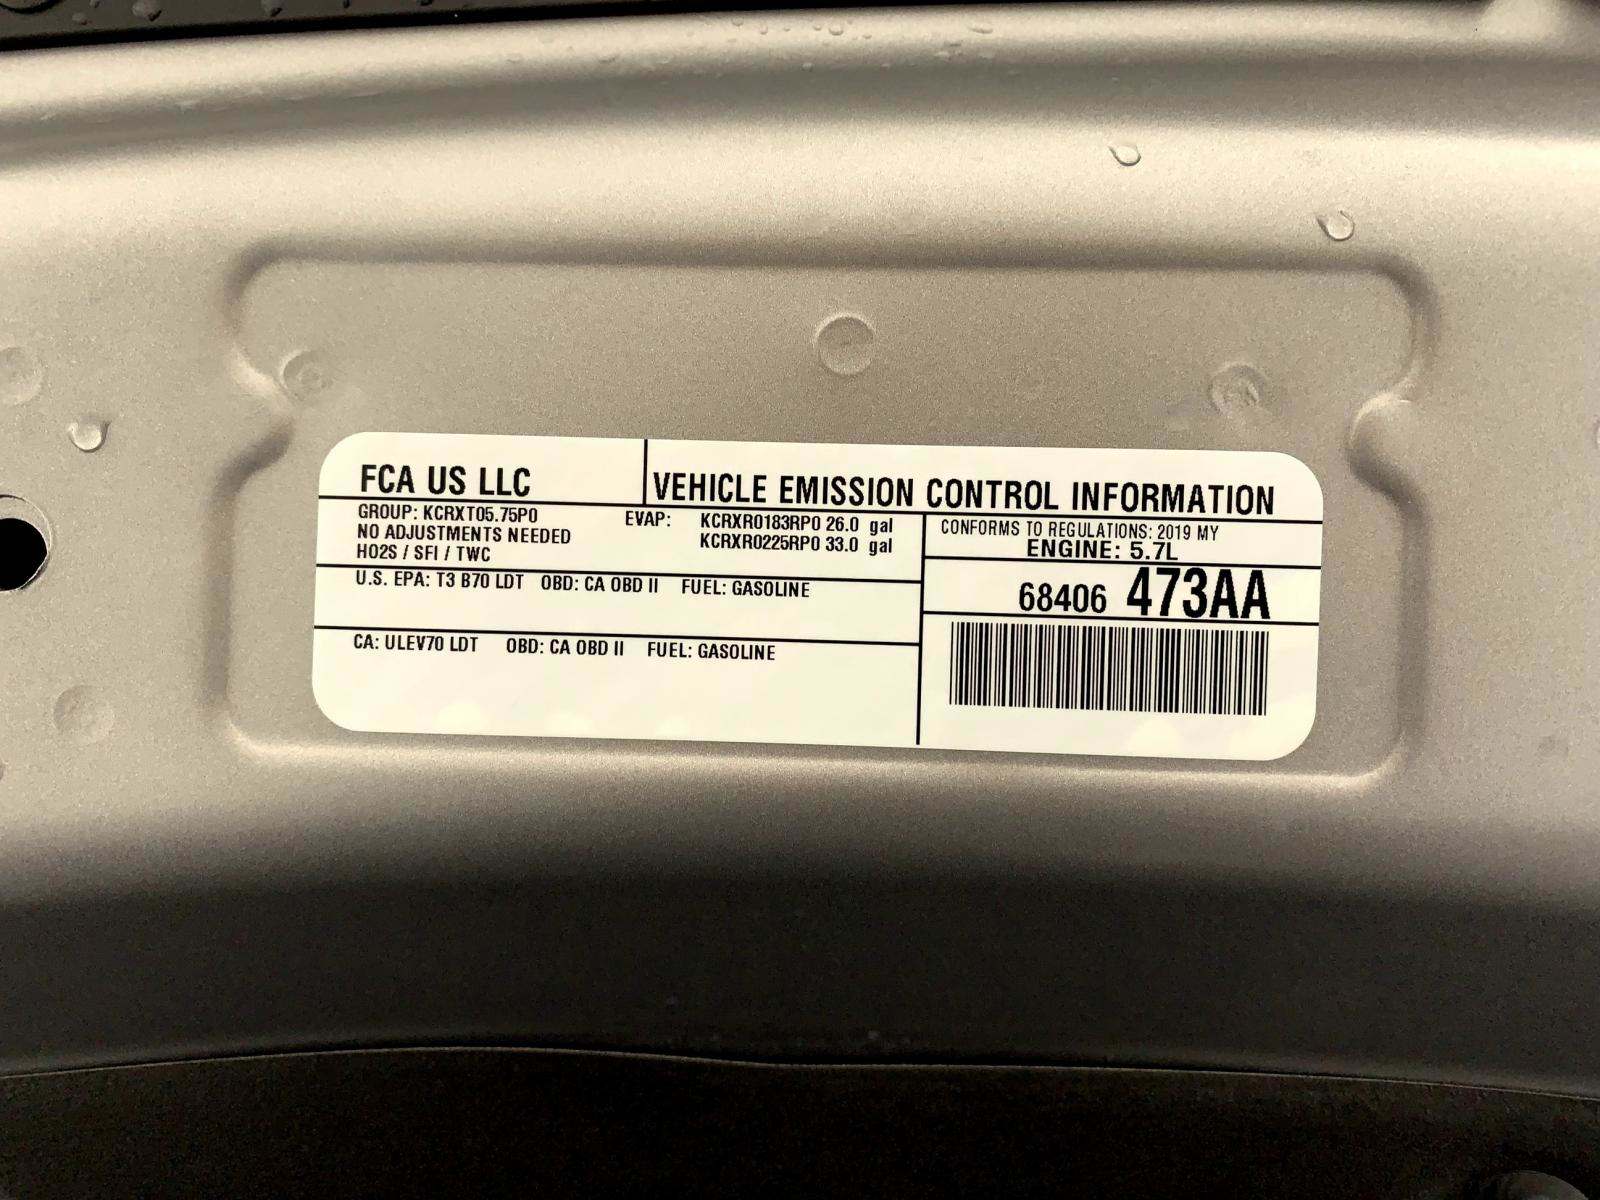 FCA US LLC
VEHICLE EMISSION CONTROL INFORMATION
GROUP: KCRXT05.75P0
NO ADJUSTMENTS NEEDED
HO2S / SFI / TWC
EVAP: KCRXR0183RP0 26.0 gal
KCRXR0225RP0 33.0 gal
CONFORMS TO REGULATIONS: 2019 MY
ENGINE: 5.7L
U.S. EPA: T3 B70 LDT OBD: CA OBD II FUEL: GASOLINE
68406 473AA
CA: ULEV70 LDT OBD: CA OBD II FUEL: GASOLINE